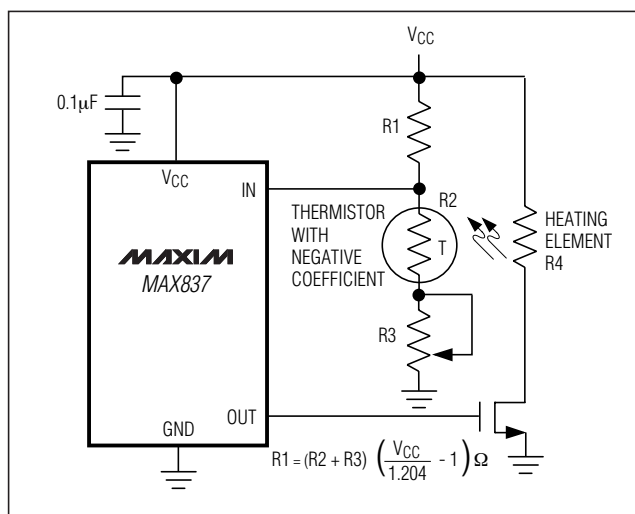 VCC
0.1μF
R1
VCC
IN
R2
THERMISTOR
WITH
NEGATIVE
COEFFICIENT
T
HEATING
ELEMENT
R4
MAXIM
MAX837
R3
OUT
GND
R1 = (R2 + R3) (VCC/1.204 - 1) Ω